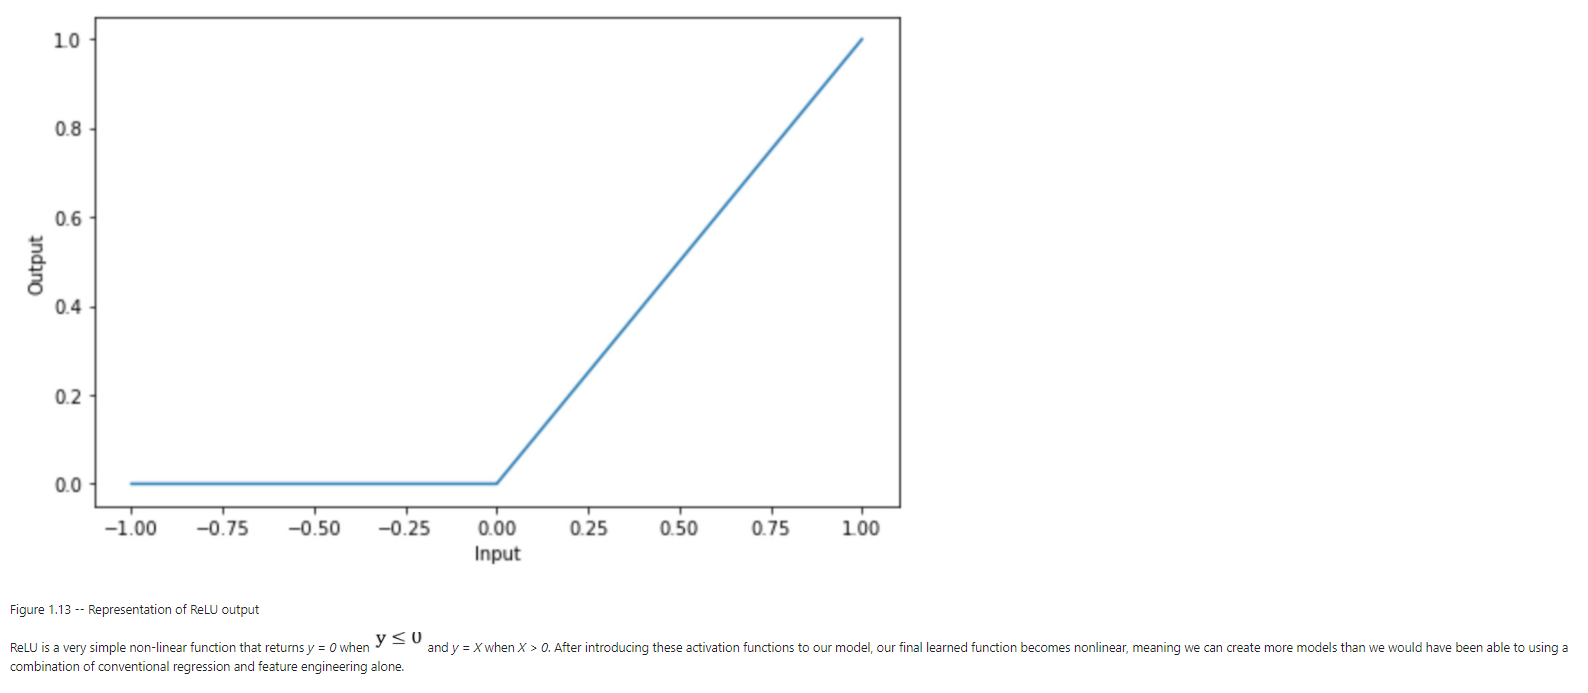 1.0
0.8
0.6
0.4
0.2
0.0
Output
−1.00 −0.75 −0.50 −0.25 0.00 0.25 0.50 0.75 1.00
Input
Figure 1.13 -- Representation of ReLU output
ReLU is a very simple non-linear function that returns y = 0 when y ≤ 0 and y = X when X > 0. After introducing these activation functions to our model, our final learned function becomes nonlinear, meaning we can create more models than we would have been able to using a
combination of conventional regression and feature engineering alone.